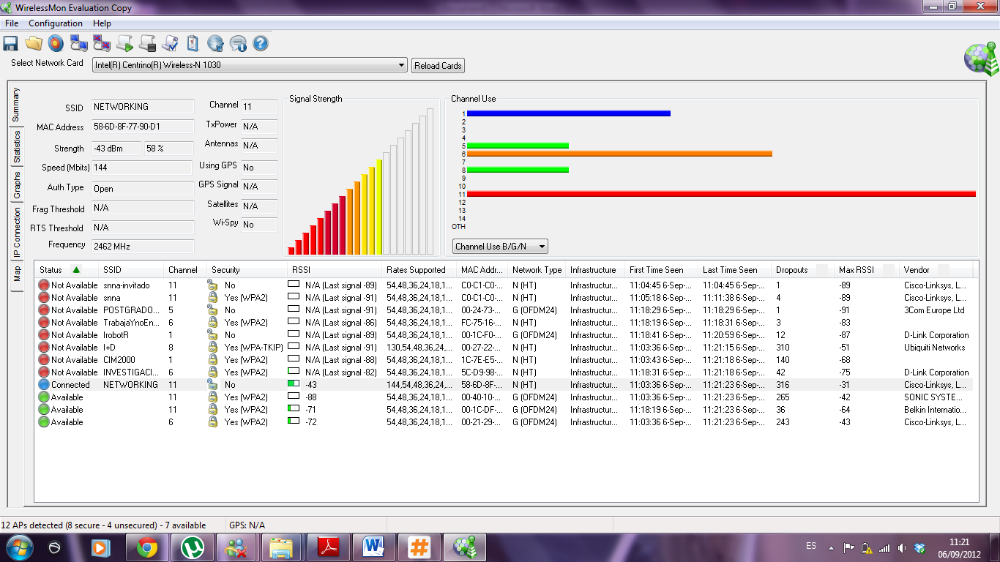 WirelessMon Evaluation Copy
File Configuration Help
Select Network Card Intel(R) Centrino(R) Wireless-N 1030 Reload Cards
Summary
Statistics
Graphs
IP Connection
Map
SSID NETWORKING
MAC Address 58-6D-8F-77-90-D1
Strength -43 dBm 58 %
Speed (Mbits) 144
Auth Type Open
Frag Threshold N/A
RTS Threshold N/A
Frequency 2462 MHz
Channel 11
TxPower N/A
Antennas N/A
Using GPS No
GPS Signal N/A
Satellites N/A
Wi-Spy No
Signal Strength
Channel Use
1
2
3
4
5
6
7
8
9
10
11
12
13
14
OTH
Channel Use B/G/N
Status SSID Channel Security RSSI Rates Supported MAC Addr... Network Type Infrastructure First Time Seen Last Time Seen Dropouts Max RSSI Vendor
Not Available snna-invitado 11 No N/A (Last signal -89) 54,48,36,24,18,1... C0-C1-C0-... N (HT) Infrastructur... 11:04:45 6-Sep-... 11:04:45 6-Sep-... 1 -89 Cisco-Linksys, L...
Not Available snna 11 Yes (WPA2) N/A (Last signal -91) 54,48,36,24,18,1... C0-C1-C0-... N (HT) Infrastructur... 11:05:18 6-Sep-... 11:11:38 6-Sep-... 4 -89 Cisco-Linksys, L...
Not Available POSTGRADO... 5 No N/A (Last signal -91) 54,48,36,24,18,1... 00-24-73-... G (OFDM24) Infrastructur... 11:18:29 6-Sep-... 11:18:29 6-Sep-... 1 -91 3Com Europe Ltd
Not Available TrabajaYnoEn... 6 Yes (WPA2) N/A (Last signal -86) 54,48,36,24,18,1... FC-75-16-... N (HT) Infrastructur... 11:18:19 6-Sep-... 11:18:31 6-Sep-... 3 -83
Not Available IrobotR 1 No N/A (Last signal -87) 54,48,36,24,18,1... 00-1C-F0-... G (OFDM24) Infrastructur... 11:18:41 6-Sep-... 11:20:59 6-Sep-... 12 -87 D-Link Corporation
Not Available I+D 8 Yes (WPA-TKIP) N/A (Last signal -91) 130,54,48,36,24,... 00-27-22-... N (HT) Infrastructur... 11:03:36 6-Sep-... 11:21:15 6-Sep-... 310 -51 Ubiquiti Networks
Not Available CIM2000 1 Yes (WPA2) N/A (Last signal -88) 54,48,36,24,18,1... 1C-7E-E5-... N (HT) Infrastructur... 11:03:43 6-Sep-... 11:21:18 6-Sep-... 140 -68
Not Available INVESTIGACI... 6 Yes (WPA2) N/A (Last signal -82) 54,48,36,24,18,1... 5C-D9-98-... N (HT) Infrastructur... 11:18:31 6-Sep-... 11:21:18 6-Sep-... 42 -75 D-Link Corporation
Connected NETWORKING 11 No -43 144,54,48,36,24,... 58-6D-8F-... N (HT) Infrastructur... 11:03:36 6-Sep-... 11:21:23 6-Sep-... 316 -31 Cisco-Linksys, L...
Available 11 Yes (WPA2) -88 54,48,36,24,18,1... 00-40-10-... G (OFDM24) Infrastructur... 11:03:36 6-Sep-... 11:21:23 6-Sep-... 265 -42 SONIC SYSTE...
Available 11 Yes (WPA2) -71 54,48,36,24,18,1... 00-1C-DF-... G (OFDM24) Infrastructur... 11:18:19 6-Sep-... 11:21:23 6-Sep-... 36 -64 Belkin Internatio...
Available 6 Yes (WPA2) -72 54,48,36,24,18,1... 00-21-29-... G (OFDM24) Infrastructur... 11:03:36 6-Sep-... 11:21:23 6-Sep-... 243 -43 Cisco-Linksys, L...
12 APs detected (8 secure - 4 unsecured) - 7 available GPS: N/A
ES 11:21
06/09/2012